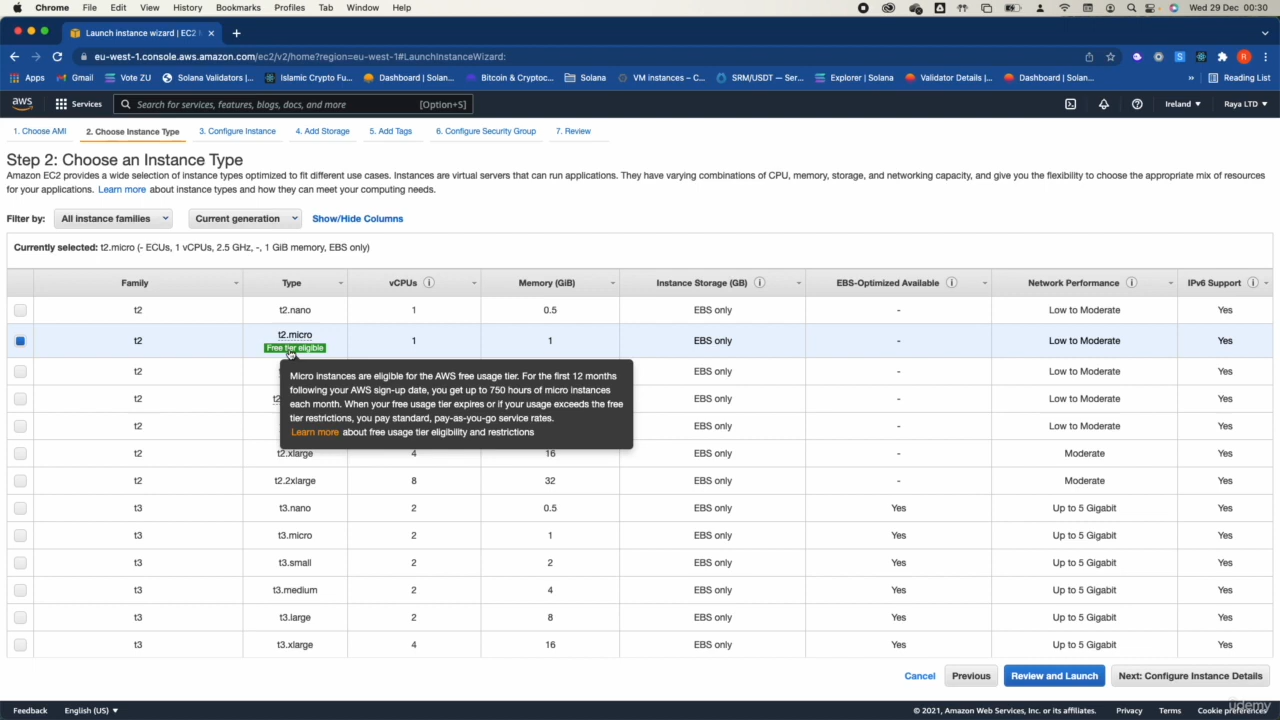 Chrome File Edit View History Bookmarks Profiles Tab Window Help Wed 29 Dec 00:30
Launch instance wizard | EC2
eu-west-1.console.aws.amazon.com/ec2/v2/home?region=eu-west-1#LaunchInstanceWizard:
Apps Gmail Vote ZU Solana Validators |... Islamic Crypto Fu... Dashboard | Solan... Bitcoin & Cryptoc... Solana VM instances – C... SRM/USDT — Ser... Explorer | Solana Validator Details |... Dashboard | Solan... » Reading List
aws Services Search for services, features, blogs, docs, and more [Option+S] Ireland Raya LTD
1. Choose AMI 2. Choose Instance Type 3. Configure Instance 4. Add Storage 5. Add Tags 6. Configure Security Group 7. Review
Step 2: Choose an Instance Type
Amazon EC2 provides a wide selection of instance types optimized to fit different use cases. Instances are virtual servers that can run applications. They have varying combinations of CPU, memory, storage, and networking capacity, and give you the flexibility to choose the appropriate mix of resources
for your applications. Learn more about instance types and how they can meet your computing needs.
Filter by: All instance families Current generation Show/Hide Columns
Currently selected: t2.micro (- ECUs, 1 vCPUs, 2.5 GHz, -, 1 GiB memory, EBS only)
Family Type vCPUs Memory (GiB) Instance Storage (GB) EBS-Optimized Available Network Performance IPv6 Support
t2 t2.nano 1 0.5 EBS only - Low to Moderate Yes
t2 t2.micro 1 1 EBS only - Low to Moderate Yes
Free tier eligible
t2 EBS only - Low to Moderate Yes
t2 EBS only - Low to Moderate Yes
t2 EBS only - Low to Moderate Yes
Micro instances are eligible for the AWS free usage tier. For the first 12 months
following your AWS sign-up date, you get up to 750 hours of micro instances
each month. When your free usage tier expires or if your usage exceeds the free
tier restrictions, you pay standard, pay-as-you-go service rates.
Learn more about free usage tier eligibility and restrictions
t2 t2.xlarge 4 16 EBS only - Moderate Yes
t2 t2.2xlarge 8 32 EBS only - Moderate Yes
t3 t3.nano 2 0.5 EBS only Yes Up to 5 Gigabit Yes
t3 t3.micro 2 1 EBS only Yes Up to 5 Gigabit Yes
t3 t3.small 2 2 EBS only Yes Up to 5 Gigabit Yes
t3 t3.medium 2 4 EBS only Yes Up to 5 Gigabit Yes
t3 t3.large 2 8 EBS only Yes Up to 5 Gigabit Yes
t3 t3.xlarge 4 16 EBS only Yes Up to 5 Gigabit Yes
Cancel Previous Review and Launch Next: Configure Instance Details
Feedback English (US) © 2021, Amazon Web Services, Inc. or its affiliates. Privacy Terms Cookie preferences
udemy